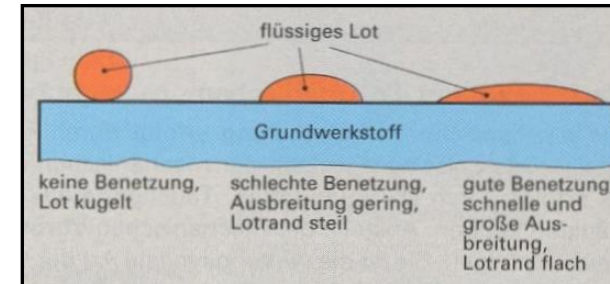 flüssiges Lot
Grundwerkstoff
keine Benetzung,
Lot kugelt
schlechte Benetzung,
Ausbreitung gering,
Lotrand steil
gute Benetzung
schnelle und
große Aus-
breitung,
Lotrand flach